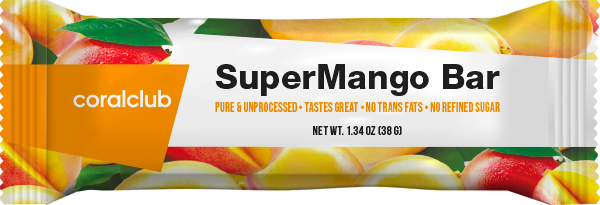 coralclub
SuperMango Bar
PURE & UNPROCESSED • TASTES GREAT • NO TRANS FATS • NO REFINED SUGAR
NET WT. 1.34 OZ (38 G)